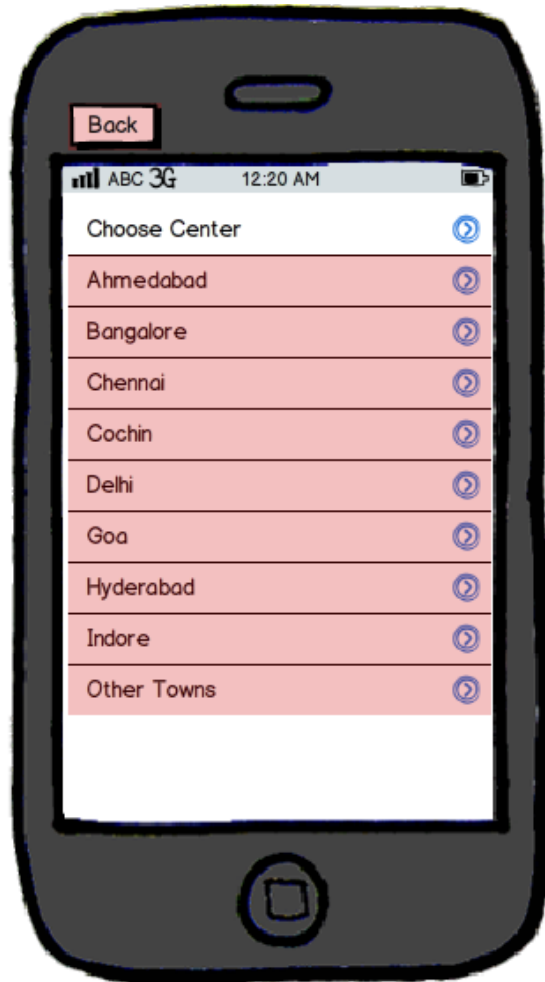 Back
ABC 3G 12:20 AM
Choose Center
Ahmedabad
Bangalore
Chennai
Cochin
Delhi
Goa
Hyderabad
Indore
Other Towns